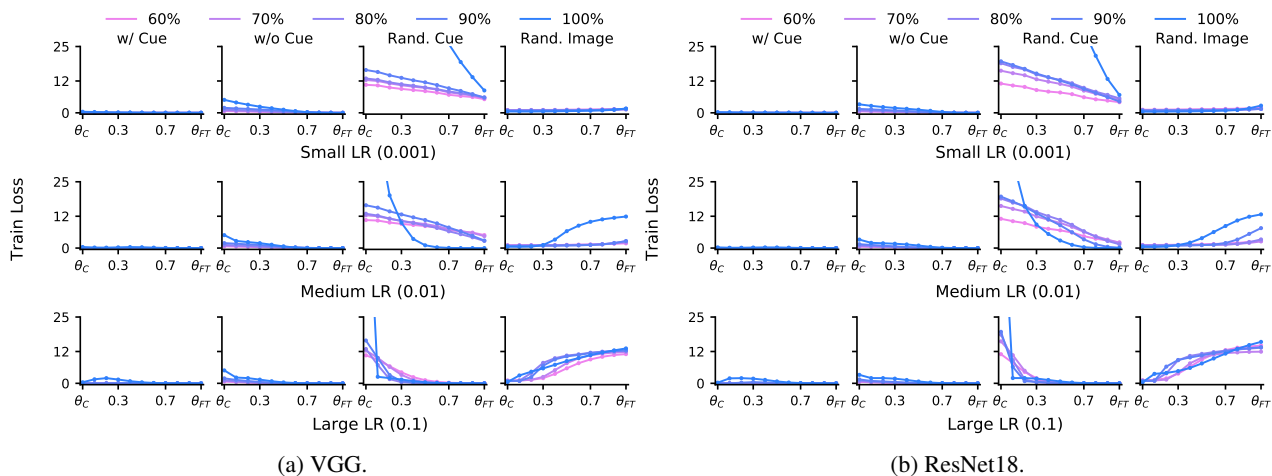 60% 70% 80% 90% 100%
w/ Cue w/o Cue Rand. Cue Rand. Image
25
12
0
θC 0.3 0.7 θFT θC 0.3 0.7 θFT θC 0.3 0.7 θFT θC 0.3 0.7 θFT
Small LR (0.001)
Train Loss
25
12
0
θC 0.3 0.7 θFT θC 0.3 0.7 θFT θC 0.3 0.7 θFT θC 0.3 0.7 θFT
Medium LR (0.01)
25
12
0
θC 0.3 0.7 θFT θC 0.3 0.7 θFT θC 0.3 0.7 θFT θC 0.3 0.7 θFT
Large LR (0.1)
(a) VGG.
60% 70% 80% 90% 100%
w/ Cue w/o Cue Rand. Cue Rand. Image
25
12
0
θC 0.3 0.7 θFT θC 0.3 0.7 θFT θC 0.3 0.7 θFT θC 0.3 0.7 θFT
Small LR (0.001)
Train Loss
25
12
0
θC 0.3 0.7 θFT θC 0.3 0.7 θFT θC 0.3 0.7 θFT θC 0.3 0.7 θFT
Medium LR (0.01)
25
12
0
θC 0.3 0.7 θFT θC 0.3 0.7 θFT θC 0.3 0.7 θFT θC 0.3 0.7 θFT
Large LR (0.1)
(b) ResNet18.